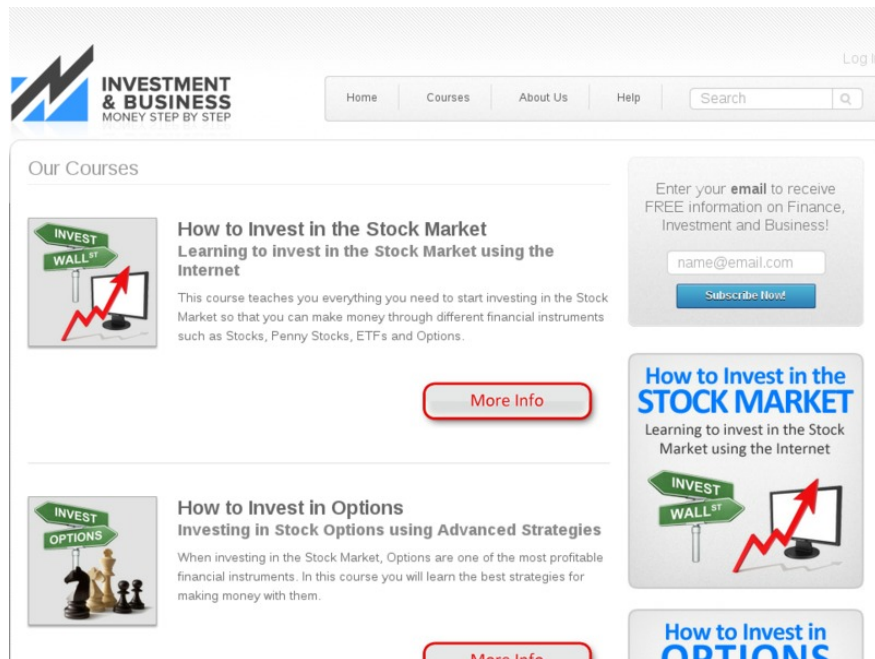 Log In
INVESTMENT
& BUSINESS
MONEY STEP BY STEP
Home Courses About Us Help Search
Our Courses
INVEST
WALL ST
How to Invest in the Stock Market
Learning to invest in the Stock Market using the
Internet
This course teaches you everything you need to start investing in the Stock
Market so that you can make money through different financial instruments
such as Stocks, Penny Stocks, ETFs and Options.
More Info
INVEST
OPTIONS
How to Invest in Options
Investing in Stock Options using Advanced Strategies
When investing in the Stock Market, Options are one of the most profitable
financial instruments. In this course you will learn the best strategies for
making money with them.
More Info
Enter your email to receive
FREE information on Finance,
Investment and Business!
name@email.com
Subscribe Now!
How to Invest in the
STOCK MARKET
Learning to invest in the Stock
Market using the Internet
INVEST
WALL ST
How to Invest in
OPTIONS